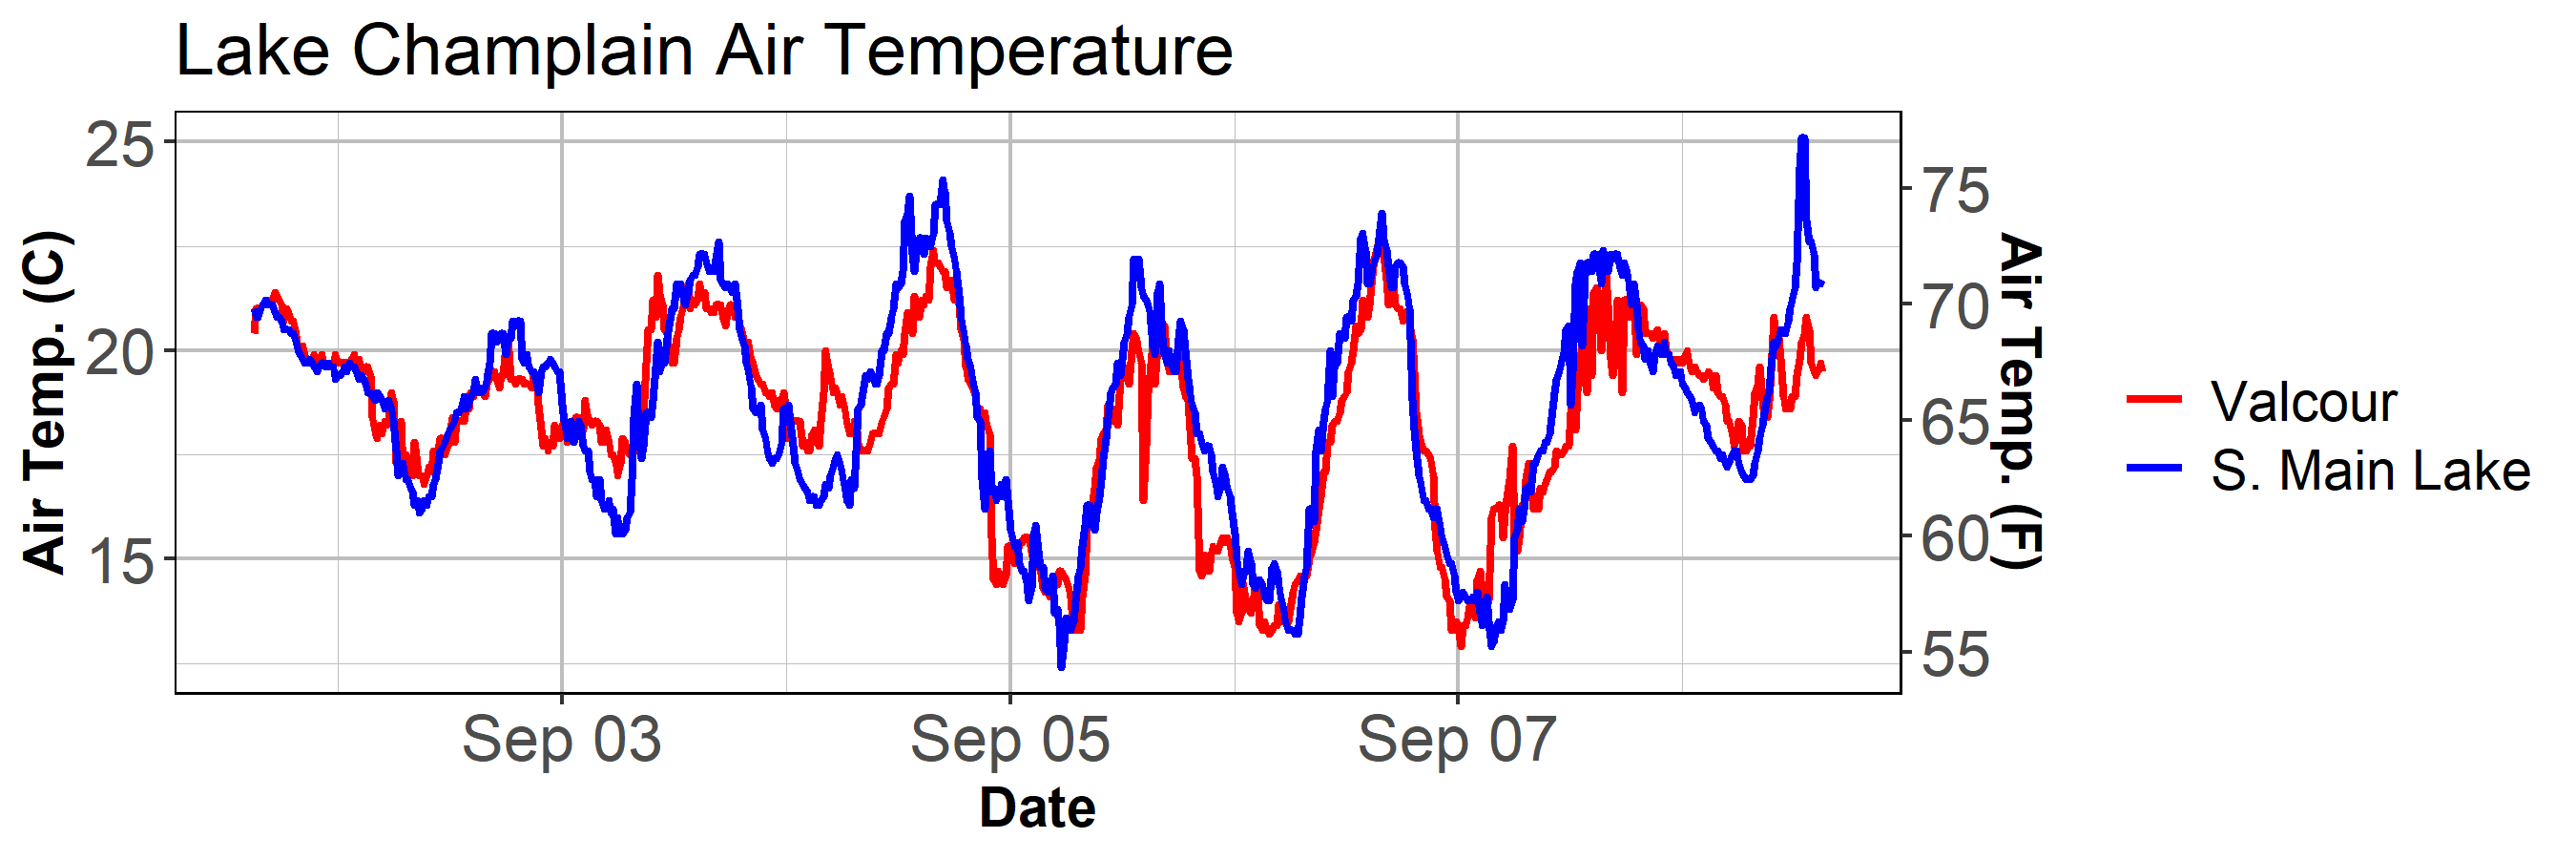 Lake Champlain Air Temperature
Air Temp. (C)
25
20
15
75
70
65
60
55
Air Temp. (F)
Sep 03 Sep 05 Sep 07
Date
Valcour
S. Main Lake